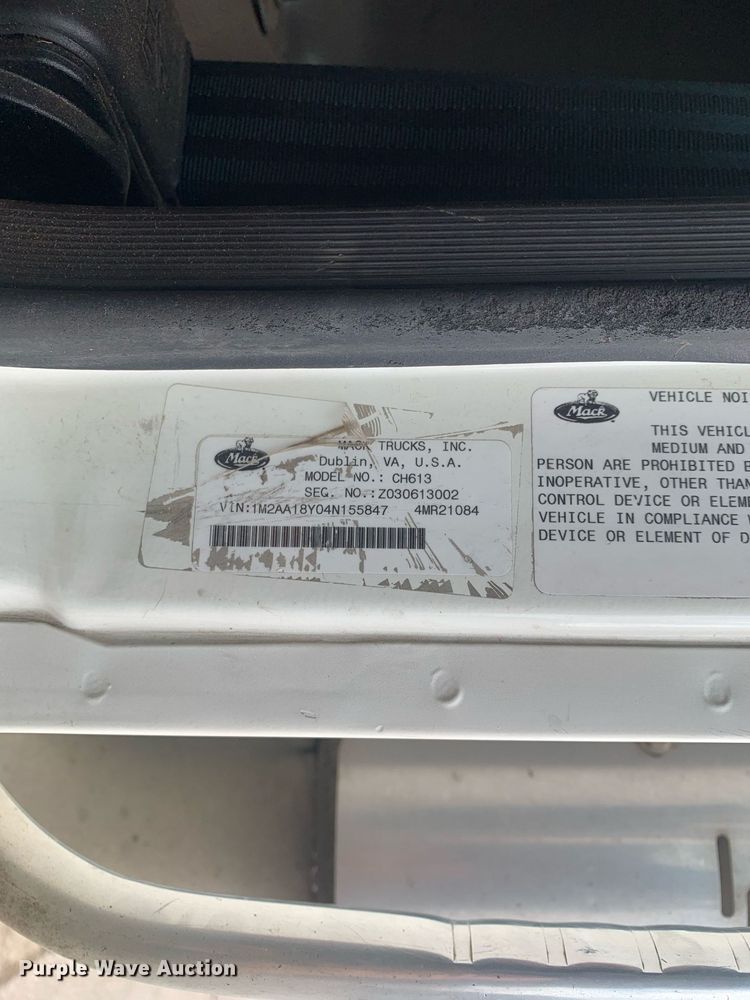 Mack
MACK TRUCKS, INC.
Dublin, VA, U.S.A.
MODEL NO.: CH613
SEG. NO.:Z030613002
VIN:1M2AA18Y04N155847 4MR21084
Mack
VEHICLE NOI
THIS VEHICL
MEDIUM AND
PERSON ARE PROHIBITED B
INOPERATIVE, OTHER THAN
CONTROL DEVICE OR ELEME
VEHICLE IN COMPLIANCE W
DEVICE OR ELEMENT OF D
Purple Wave Auction